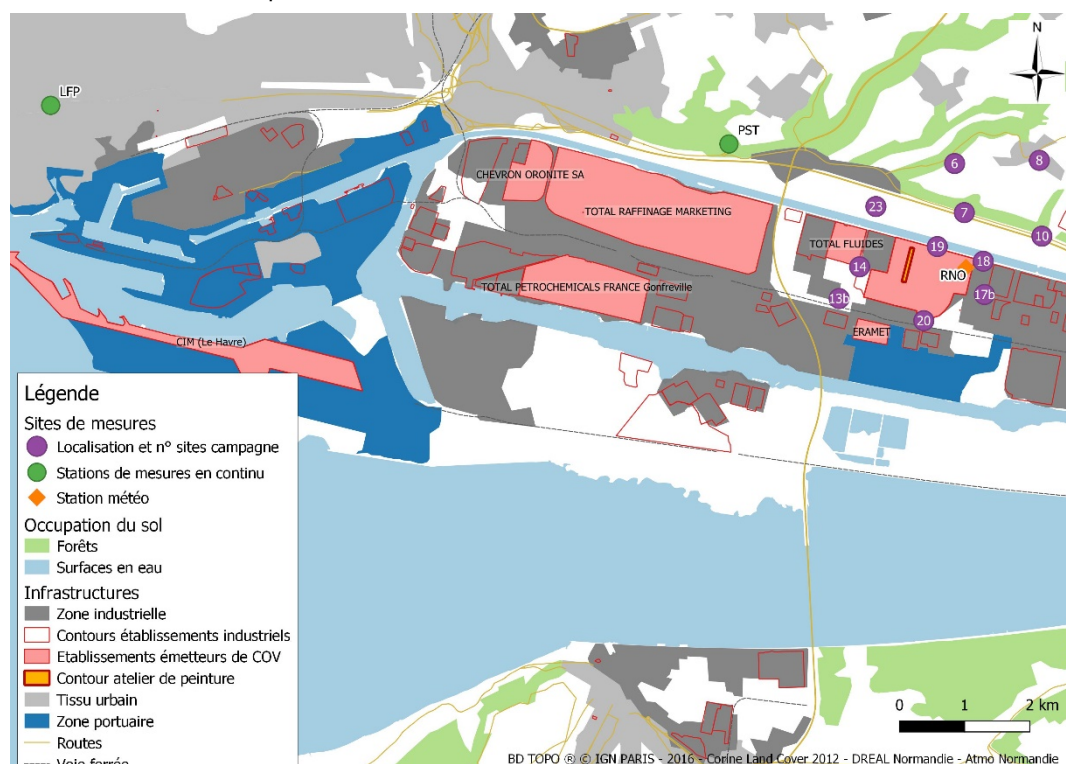 N
LFP
PST
6
8
CHEVRON ORONITE SA
TOTAL RAFFINAGE MARKETING
23
7
10
TOTAL FLUIDES
19
18
14
RNO
TOTAL PETROCHEMICALS FRANCE Gonfreville
13b
17b
20
ERAMET
CIM (Le Havre)
Légende
Sites de mesures
Localisation et n° sites campagne
Stations de mesures en continu
Station météo
Occupation du sol
Forêts
Surfaces en eau
Infrastructures
Zone industrielle
Contours établissements industriels
Etablissements émetteurs de COV
Contour atelier de peinture
Tissu urbain
Zone portuaire
Routes
Voie ferrée
0 1 2 km
BD TOPO ® © IGN PARIS - 2016 - Corine Land Cover 2012 - DREAL Normandie - Atmo Normandie